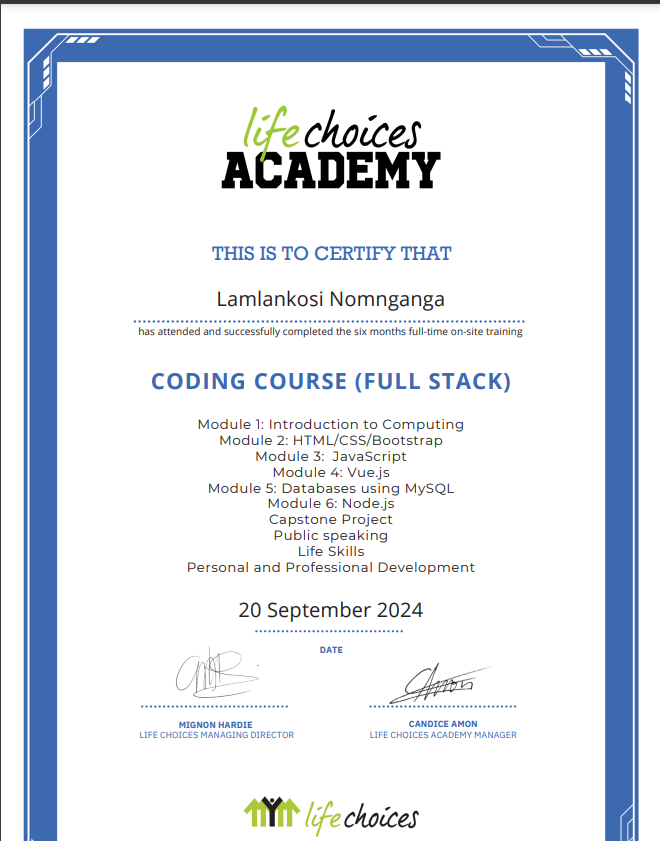 life choices
ACADEMY
THIS IS TO CERTIFY THAT
Lamlankosi Nomnganga
has attended and successfully completed the six months full-time on-site training
CODING COURSE (FULL STACK)
Module 1: Introduction to Computing
Module 2: HTML/CSS/Bootstrap
Module 3:  JavaScript
Module 4: Vue.js
Module 5: Databases using MySQL
Module 6: Node.js
Capstone Project
Public speaking
Life Skills
Personal and Professional Development
20 September 2024
DATE
MIGNON HARDIE
LIFE CHOICES MANAGING DIRECTOR
CANDICE AMON
LIFE CHOICES ACADEMY MANAGER
life choices